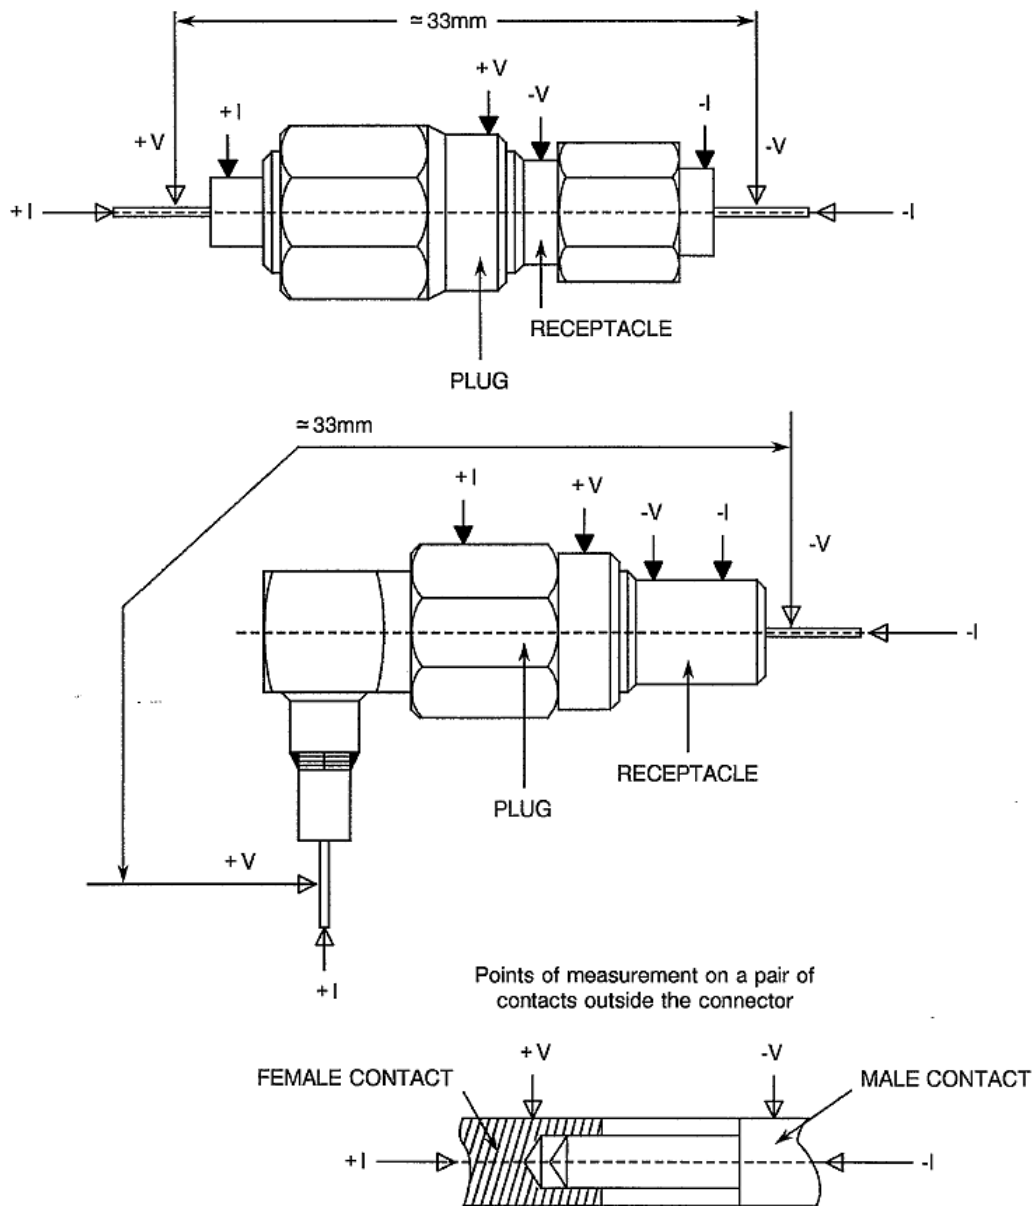 ≃33mm
+V
-V
+I
-I
+V
-V
+I
-I
RECEPTACLE
PLUG
≃33mm
+I
+V
-V
-I
-V
-I
RECEPTACLE
PLUG
+V
+I
Points of measurement on a pair of
contacts outside the connector
+V
-V
FEMALE CONTACT
MALE CONTACT
+I
-I